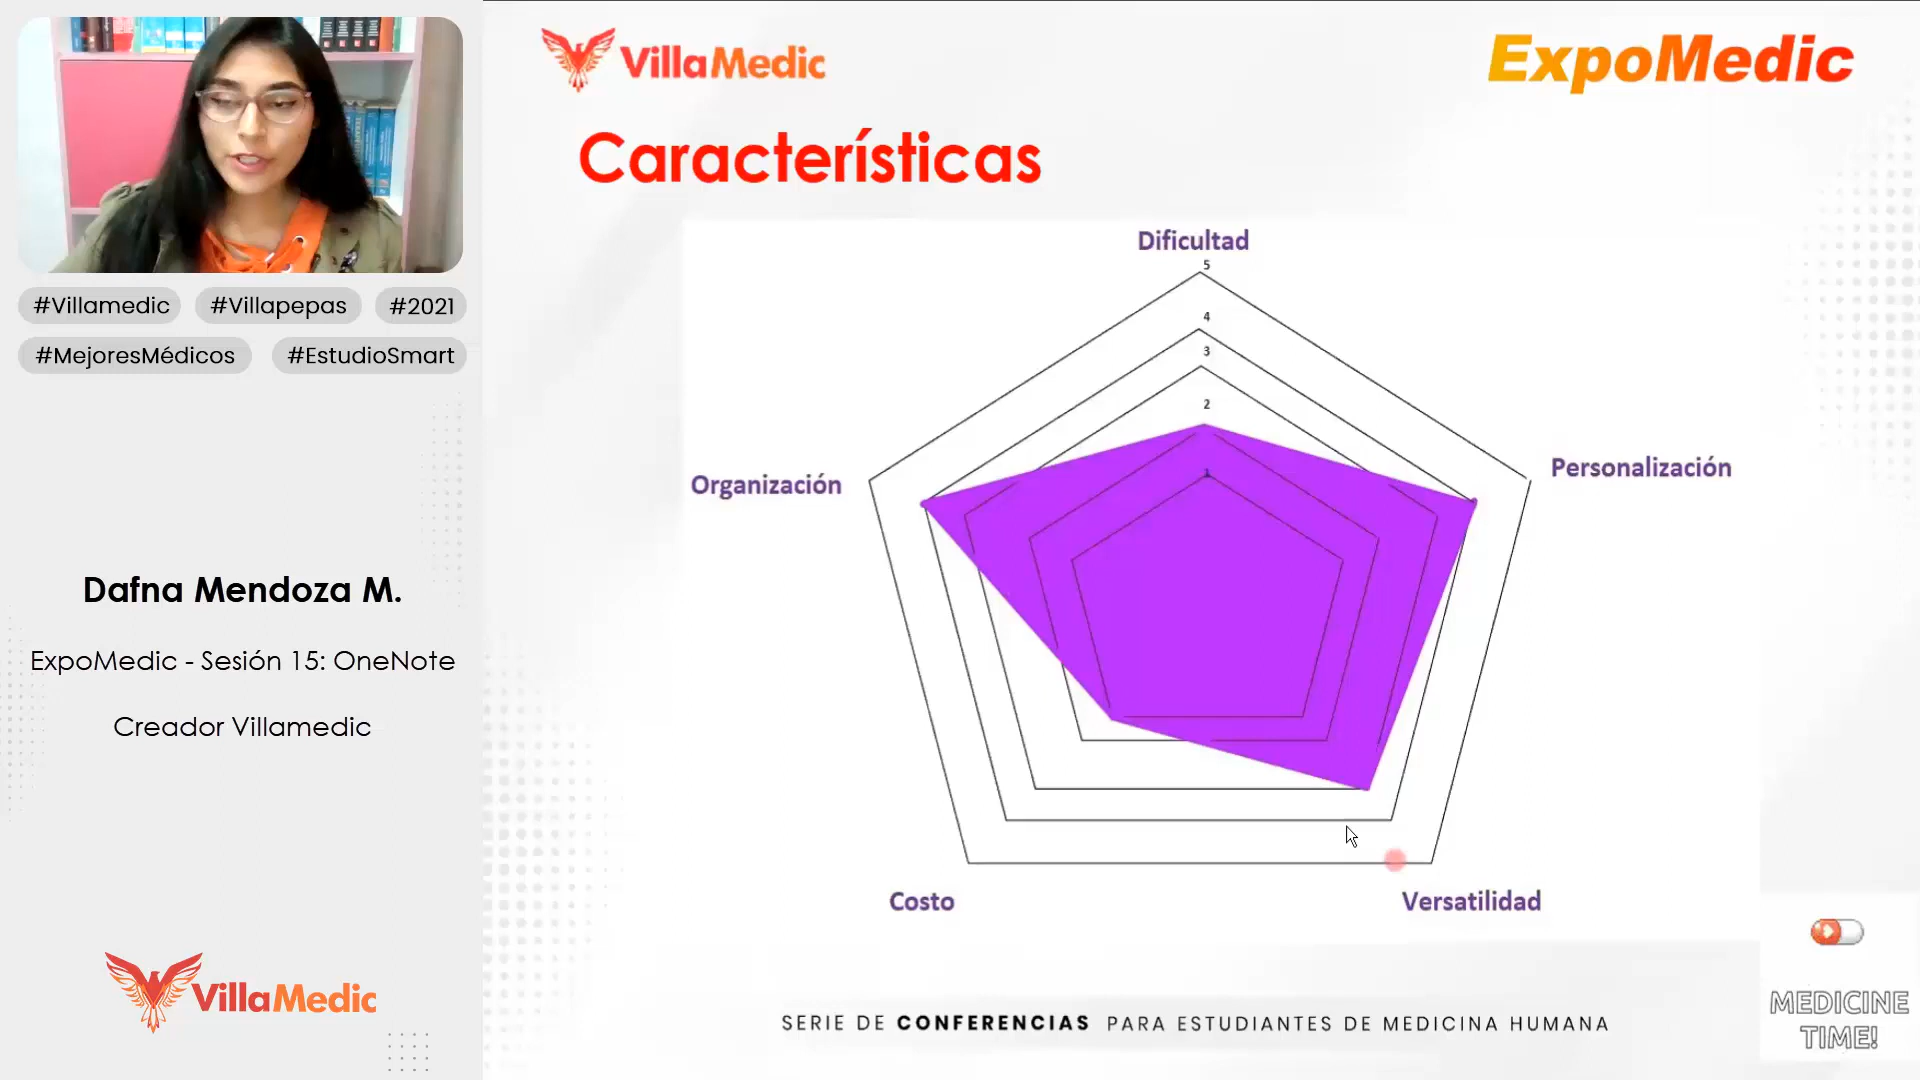 VillaMedic
ExpoMedic
Características
#Villamedic
#Villapepas
#2021
#MejoresMédicos
#EstudioSmart
Dificultad
5
4
3
2
1
Organización
Personalización
Costo
Versatilidad
Dafna Mendoza M.
ExpoMedic - Sesión 15: OneNote
Creador Villamedic
VillaMedic
SERIE DE CONFERENCIAS PARA ESTUDIANTES DE MEDICINA HUMANA
MEDICINE
TIME!